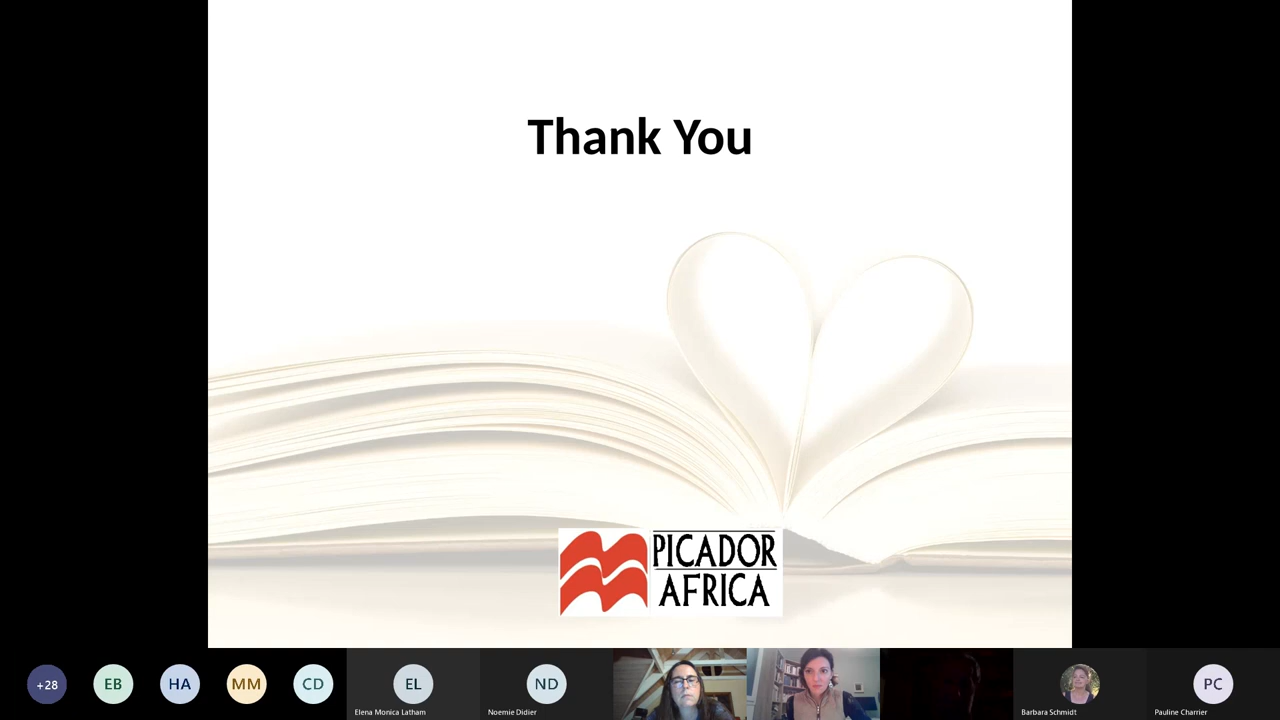 Thank You
PICADOR
AFRICA
+28
EB
HA
MM
CD
EL
Elena Monica Latham
ND
Noemie Didier
Barbara Schmidt
PC
Pauline Charrier